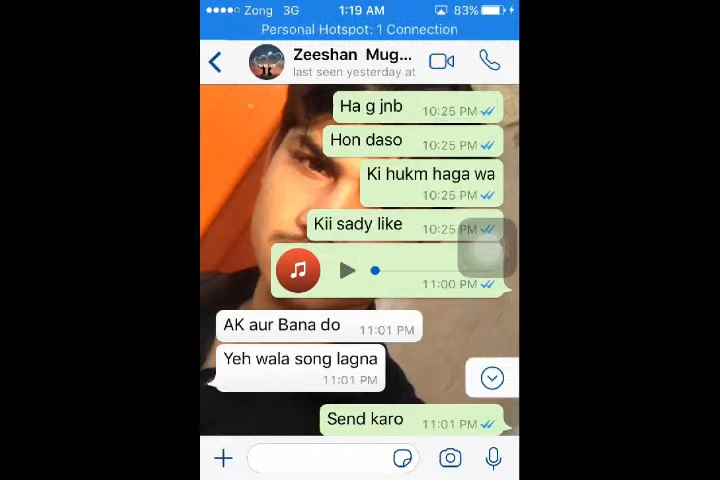 Zong 3G 1:19 AM 83%
Personal Hotspot: 1 Connection
Zeeshan Mug...
last seen yesterday at
Ha g jnb 10:25 PM
Hon daso 10:25 PM
Ki hukm haga wa
10:25 PM
Kii sady like 10:25 PM
11:00 PM
AK aur Bana do 11:01 PM
Yeh wala song lagna
11:01 PM
Send karo 11:01 PM